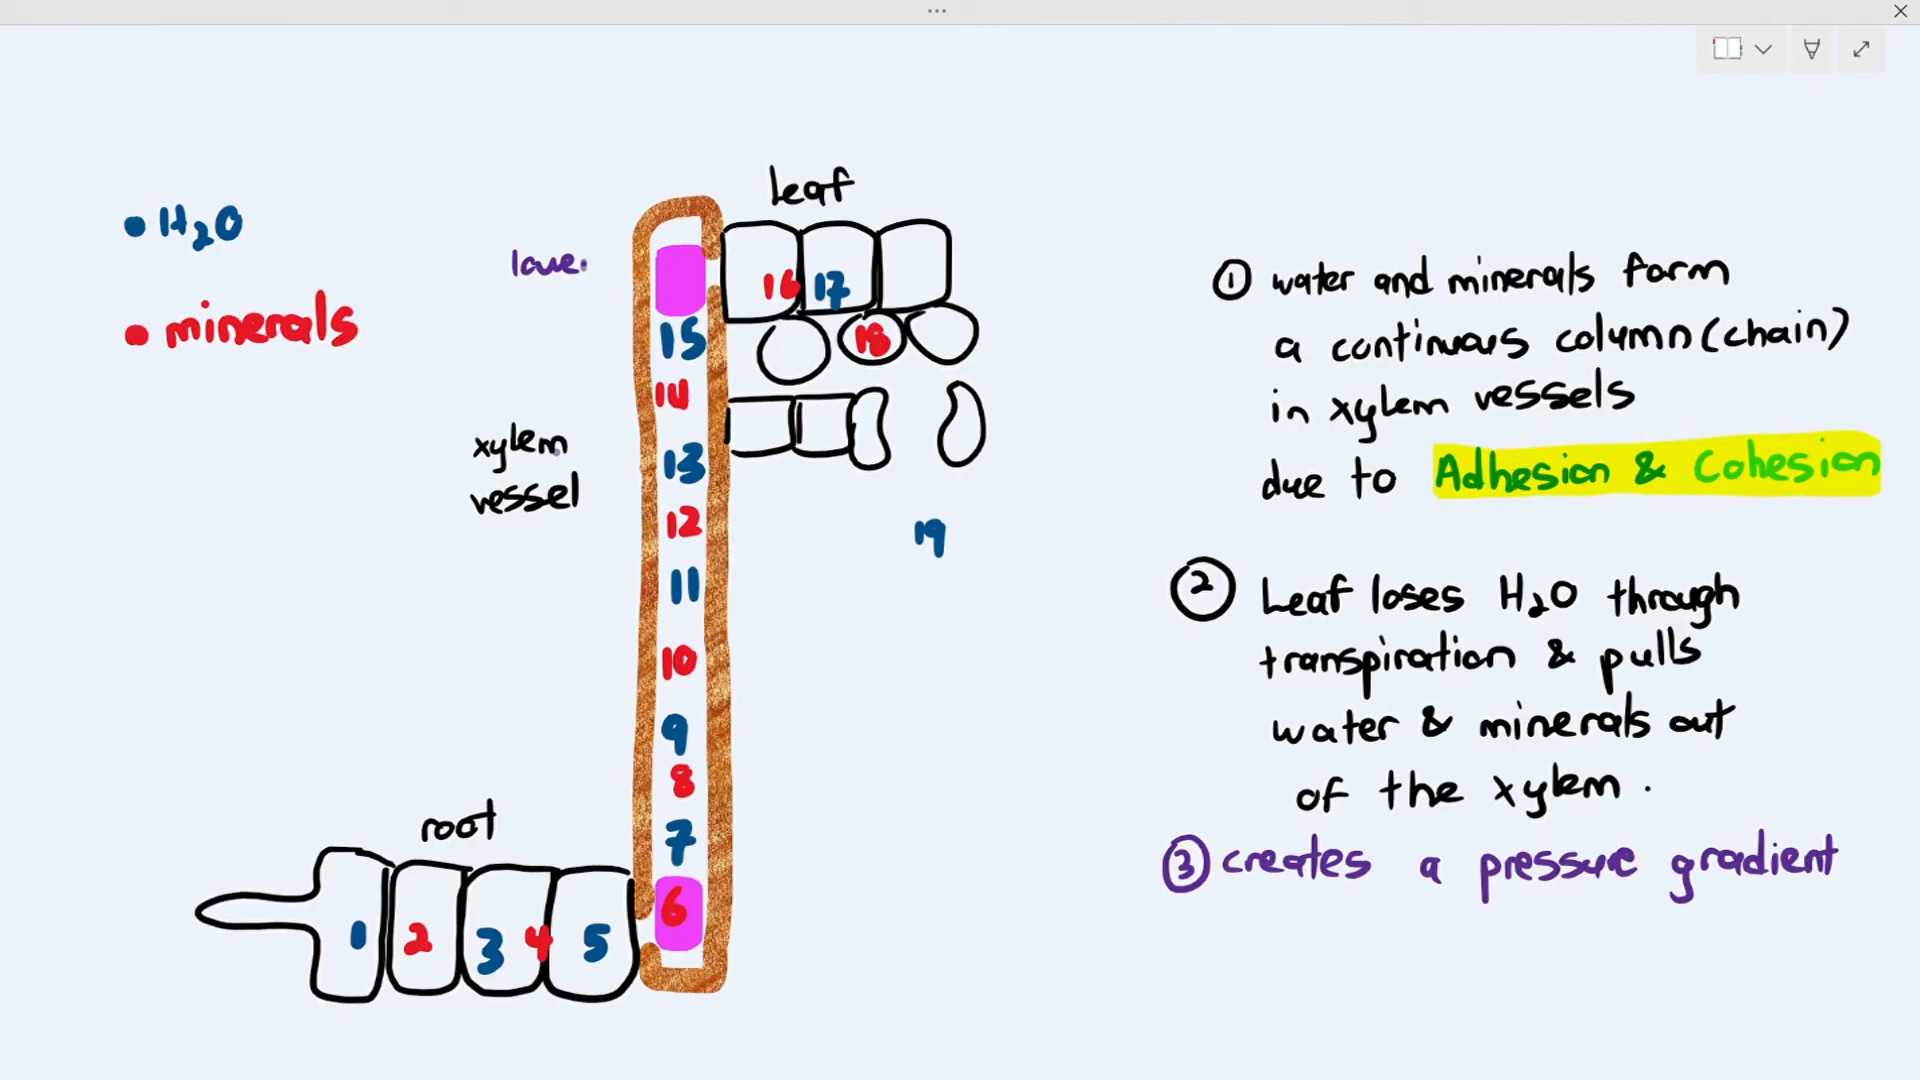 • H₂O
• minerals
leaf
lowe
xylem
vessel
root
16 17
18
19
15
14
13
12
11
10
9
8
7
6
1 2 3 4 5
① water and minerals form
a continuous column (chain)
in xylem vessels
due to Adhesion & Cohesion
② Leaf loses H₂O through
transpiration & pulls
water & minerals out
of the xylem.
③ creates a pressure gradient